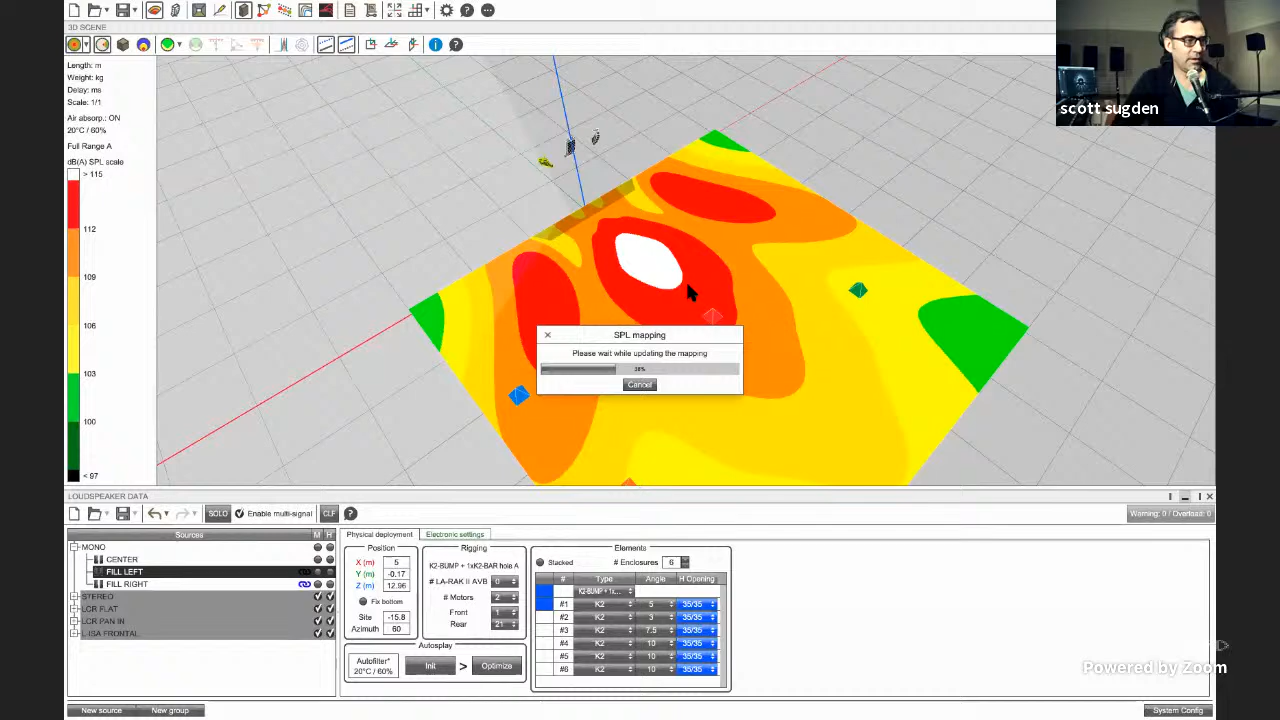 3D SCENE
Length: m
Weight: kg
Delay: ms
Scale: 1/1
Air absorp.: ON
20°C / 60%
Full Range A
dB(A) SPL scale
> 115
112
109
106
103
100
< 97
scott sugden
SPL mapping
Please wait while updating the mapping
38%
Cancel
LOUDSPEAKER DATA
SOLO
Enable multi-signal
CLF
Warning: 0 / Overload: 0
Sources
M
H
MONO
CENTER
FILL LEFT
FILL RIGHT
STEREO
LCR FLAT
LCR PAN IN
L-ISA FRONTAL
New source
New group
Physical deployment
Electronic settings
Position
X (m)
5
Y (m)
-0.17
Z (m)
12.96
Fix bottom
Site
-15.8
Azimuth
60
Rigging
K2-BUMP + 1xK2-BAR hole A
# LA-RAK II AVB
0
# Motors
2
Front
1
Rear
21
Autoplay
Autofilter*
20°C / 60%
Init
>
Optimize
Elements
Stacked
# Enclosures
6
#
Type
Angle
H Opening
K2-BUMP + 1x...
#1 K2 5 35/35
#2 K2 3 35/35
#3 K2 7.5 35/35
#4 K2 10 35/35
#5 K2 10 35/35
#6 K2 10 35/35
Powered by Zoom
System Config